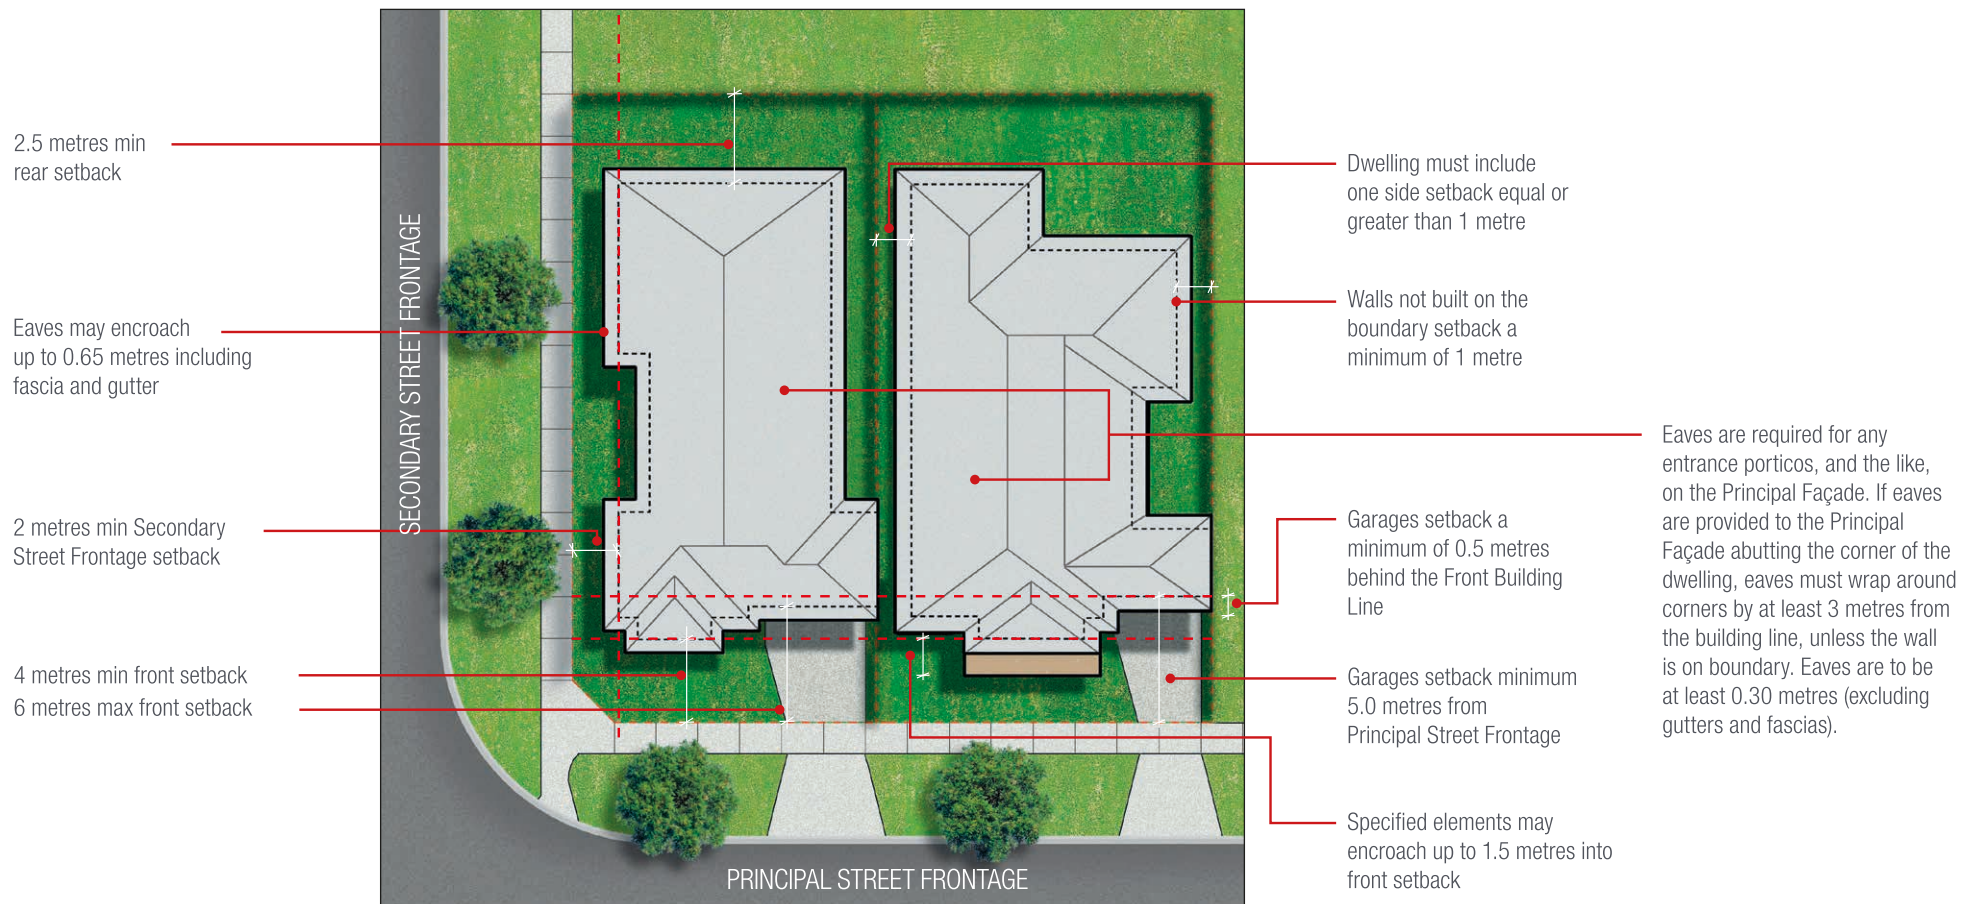 2.5 metres min
rear setback
Eaves may encroach
up to 0.65 metres including
fascia and gutter
2 metres min Secondary
Street Frontage setback
4 metres min front setback
6 metres max front setback
SECONDARY STREET FRONTAGE
PRINCIPAL STREET FRONTAGE
Dwelling must include
one side setback equal or
greater than 1 metre
Walls not built on the
boundary setback a
minimum of 1 metre
Garages setback a
minimum of 0.5 metres
behind the Front Building
Line
Garages setback minimum
5.0 metres from
Principal Street Frontage
Specified elements may
encroach up to 1.5 metres into
front setback
Eaves are required for any
entrance porticos, and the like,
on the Principal Façade. If eaves
are provided to the Principal
Façade abutting the corner of the
dwelling, eaves must wrap around
corners by at least 3 metres from
the building line, unless the wall
is on boundary. Eaves are to be
at least 0.30 metres (excluding
gutters and fascias).